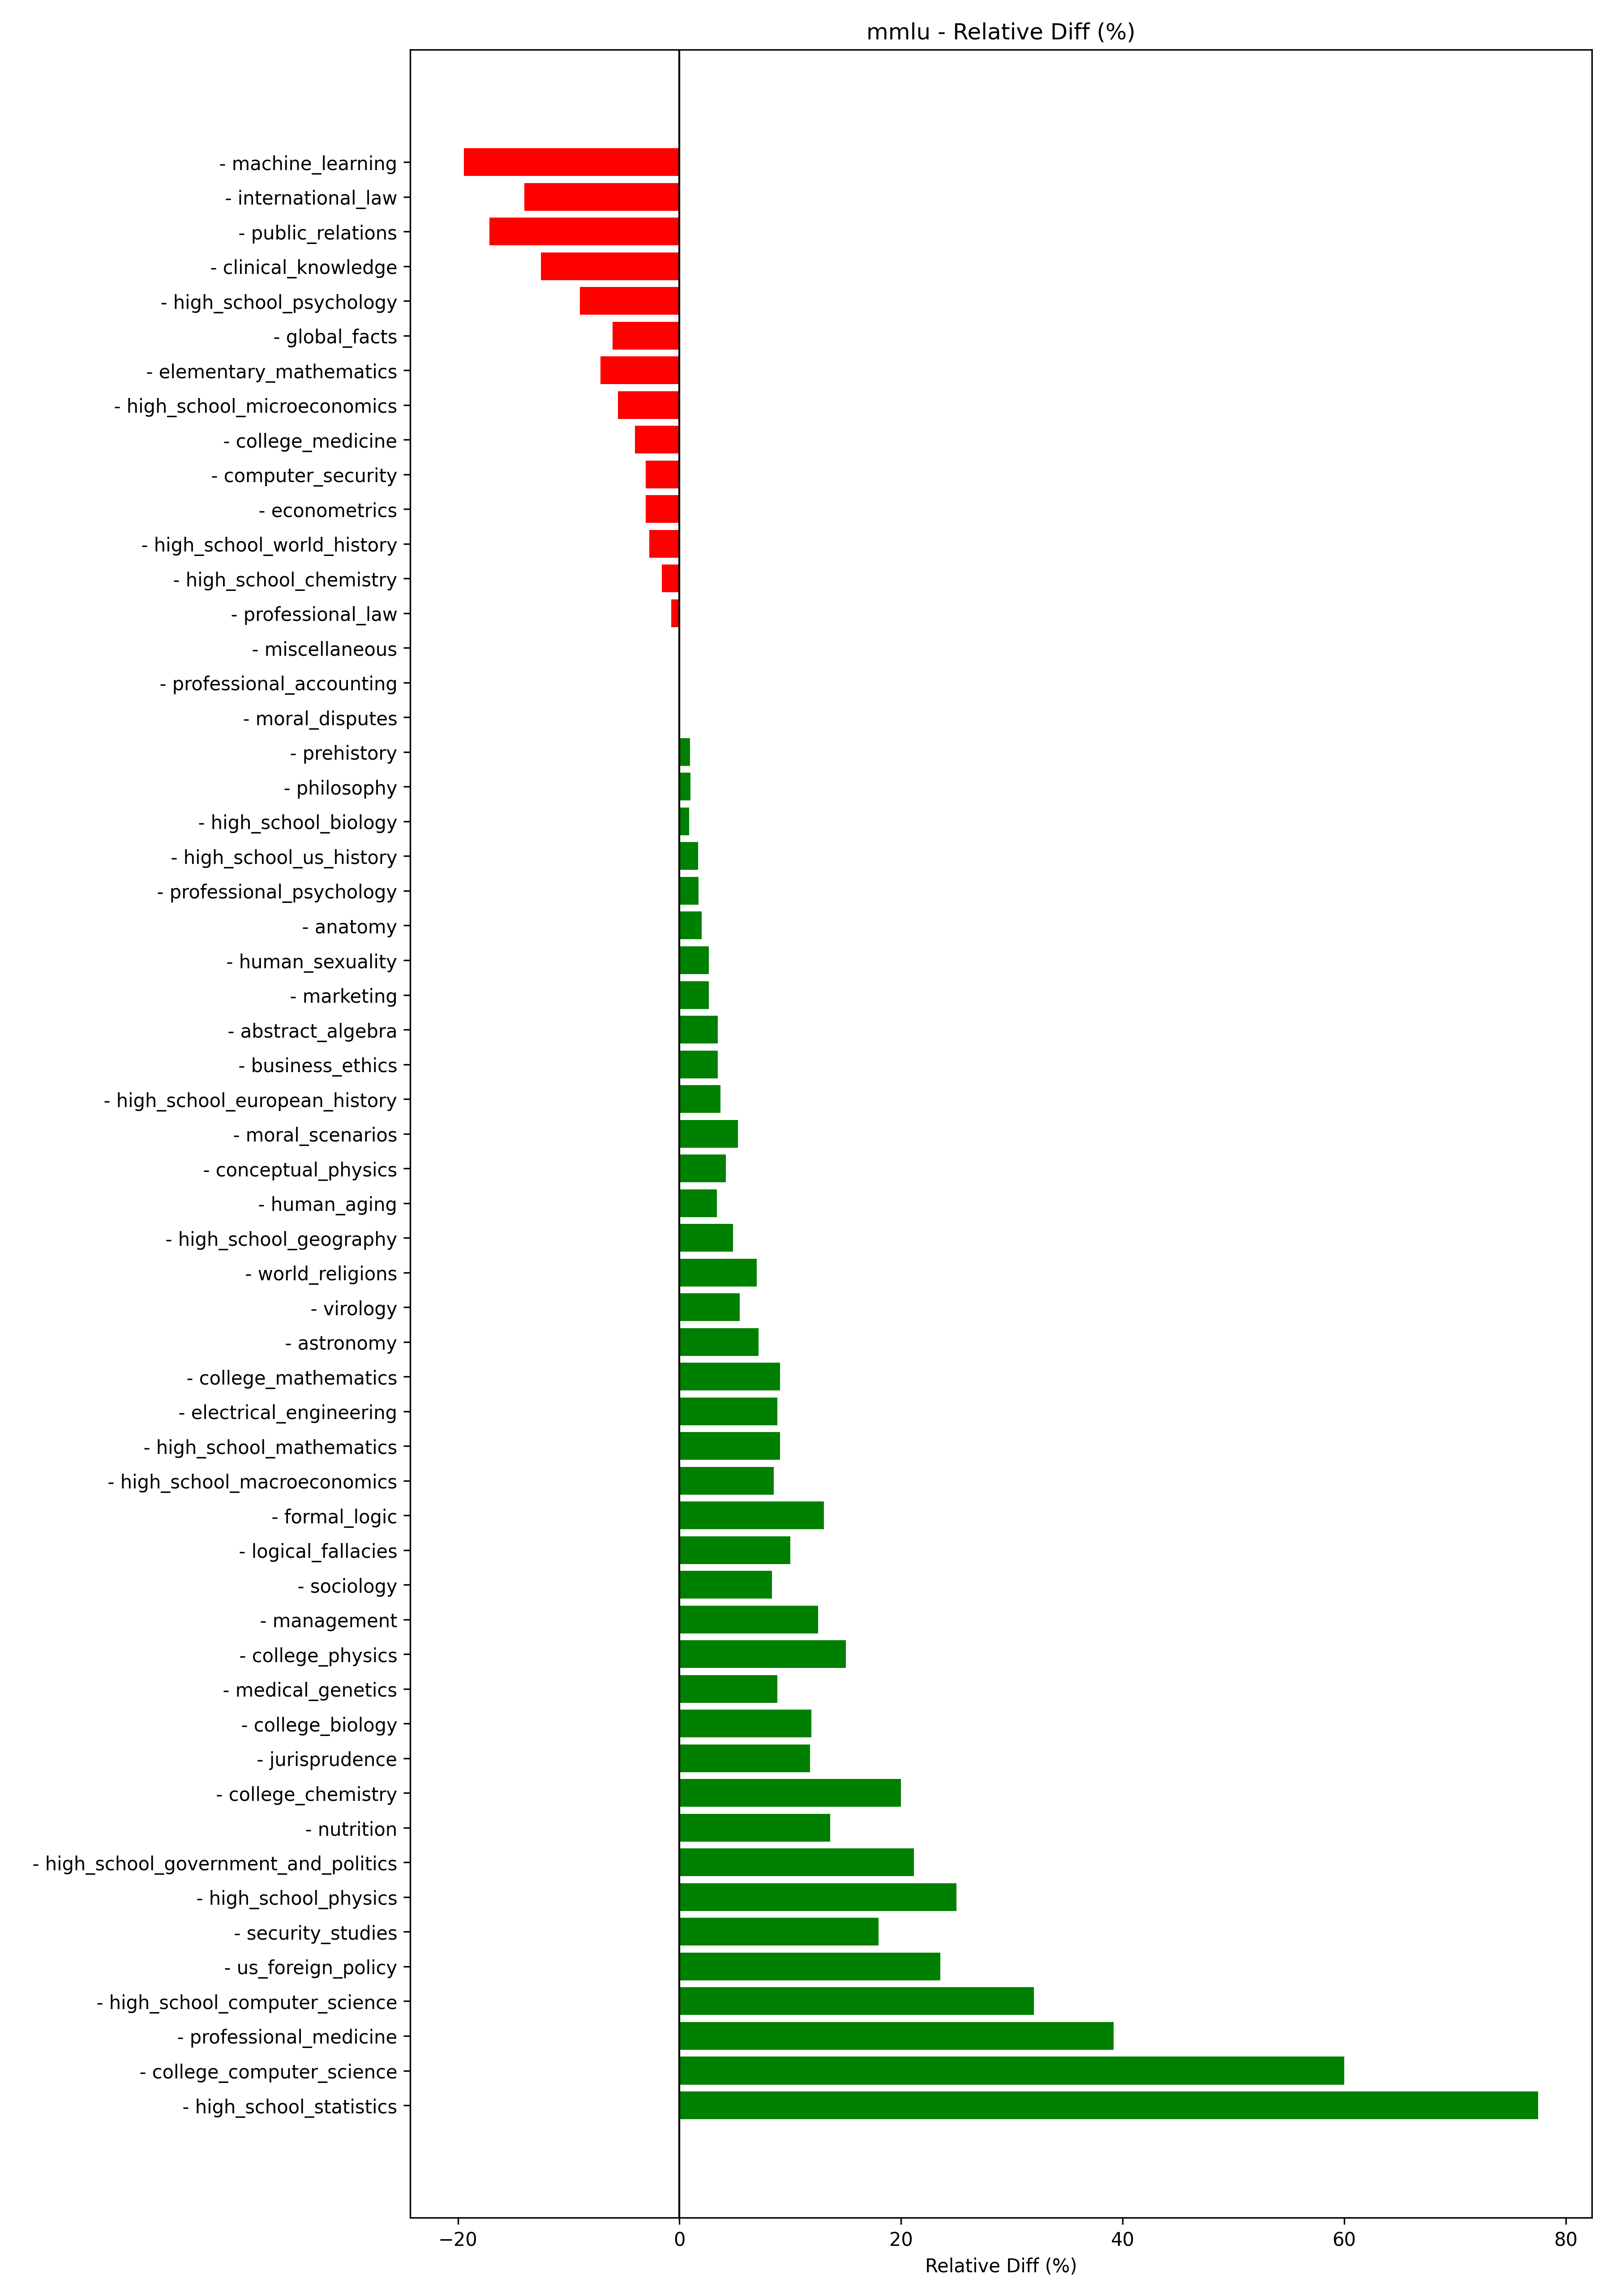 mmlu - Relative Diff (%)
- machine_learning
- international_law
- public_relations
- clinical_knowledge
- high_school_psychology
- global_facts
- elementary_mathematics
- high_school_microeconomics
- college_medicine
- computer_security
- econometrics
- high_school_world_history
- high_school_chemistry
- professional_law
- miscellaneous
- professional_accounting
- moral_disputes
- prehistory
- philosophy
- high_school_biology
- high_school_us_history
- professional_psychology
- anatomy
- human_sexuality
- marketing
- abstract_algebra
- business_ethics
- high_school_european_history
- moral_scenarios
- conceptual_physics
- human_aging
- high_school_geography
- world_religions
- virology
- astronomy
- college_mathematics
- electrical_engineering
- high_school_mathematics
- high_school_macroeconomics
- formal_logic
- logical_fallacies
- sociology
- management
- college_physics
- medical_genetics
- college_biology
- jurisprudence
- college_chemistry
- nutrition
- high_school_government_and_politics
- high_school_physics
- security_studies
- us_foreign_policy
- high_school_computer_science
- professional_medicine
- college_computer_science
- high_school_statistics
−20 0 20 40 60 80
Relative Diff (%)